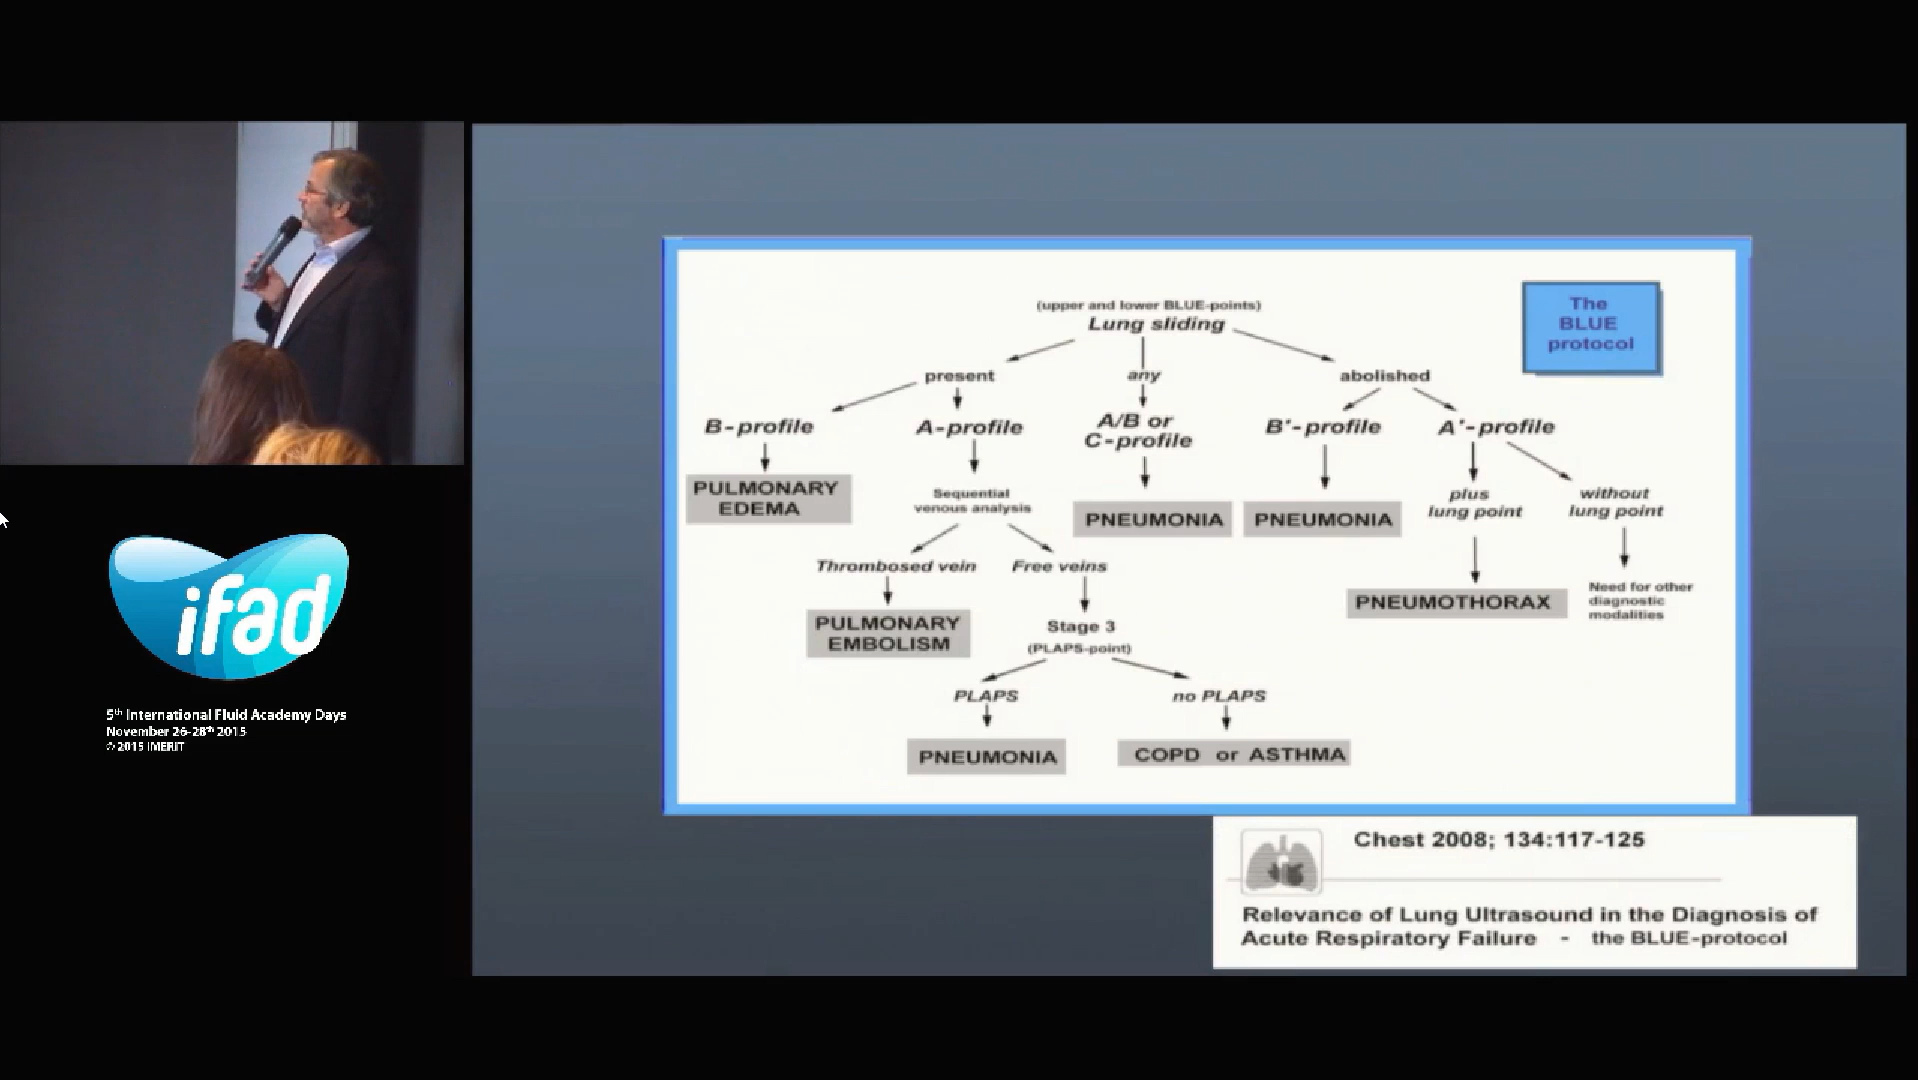 (upper and lower BLUE-points)
Lung sliding
The
BLUE
protocol
present
any
abolished
B-profile
A-profile
A/B or
C-profile
B'-profile
A'-profile
PULMONARY
EDEMA
Sequential
venous analysis
PNEUMONIA
PNEUMONIA
plus
lung point
without
lung point
Thrombosed vein
Free veins
PULMONARY
EMBOLISM
Stage 3
(PLAPS-point)
PNEUMOTHORAX
Need for other
diagnostic
modalities
PLAPS
no PLAPS
PNEUMONIA
COPD or ASTHMA
ifad
5th International Fluid Academy Days
November 26-28th 2015
© 2015 IMERIT
Chest 2008; 134:117-125
Relevance of Lung Ultrasound in the Diagnosis of
Acute Respiratory Failure - the BLUE-protocol